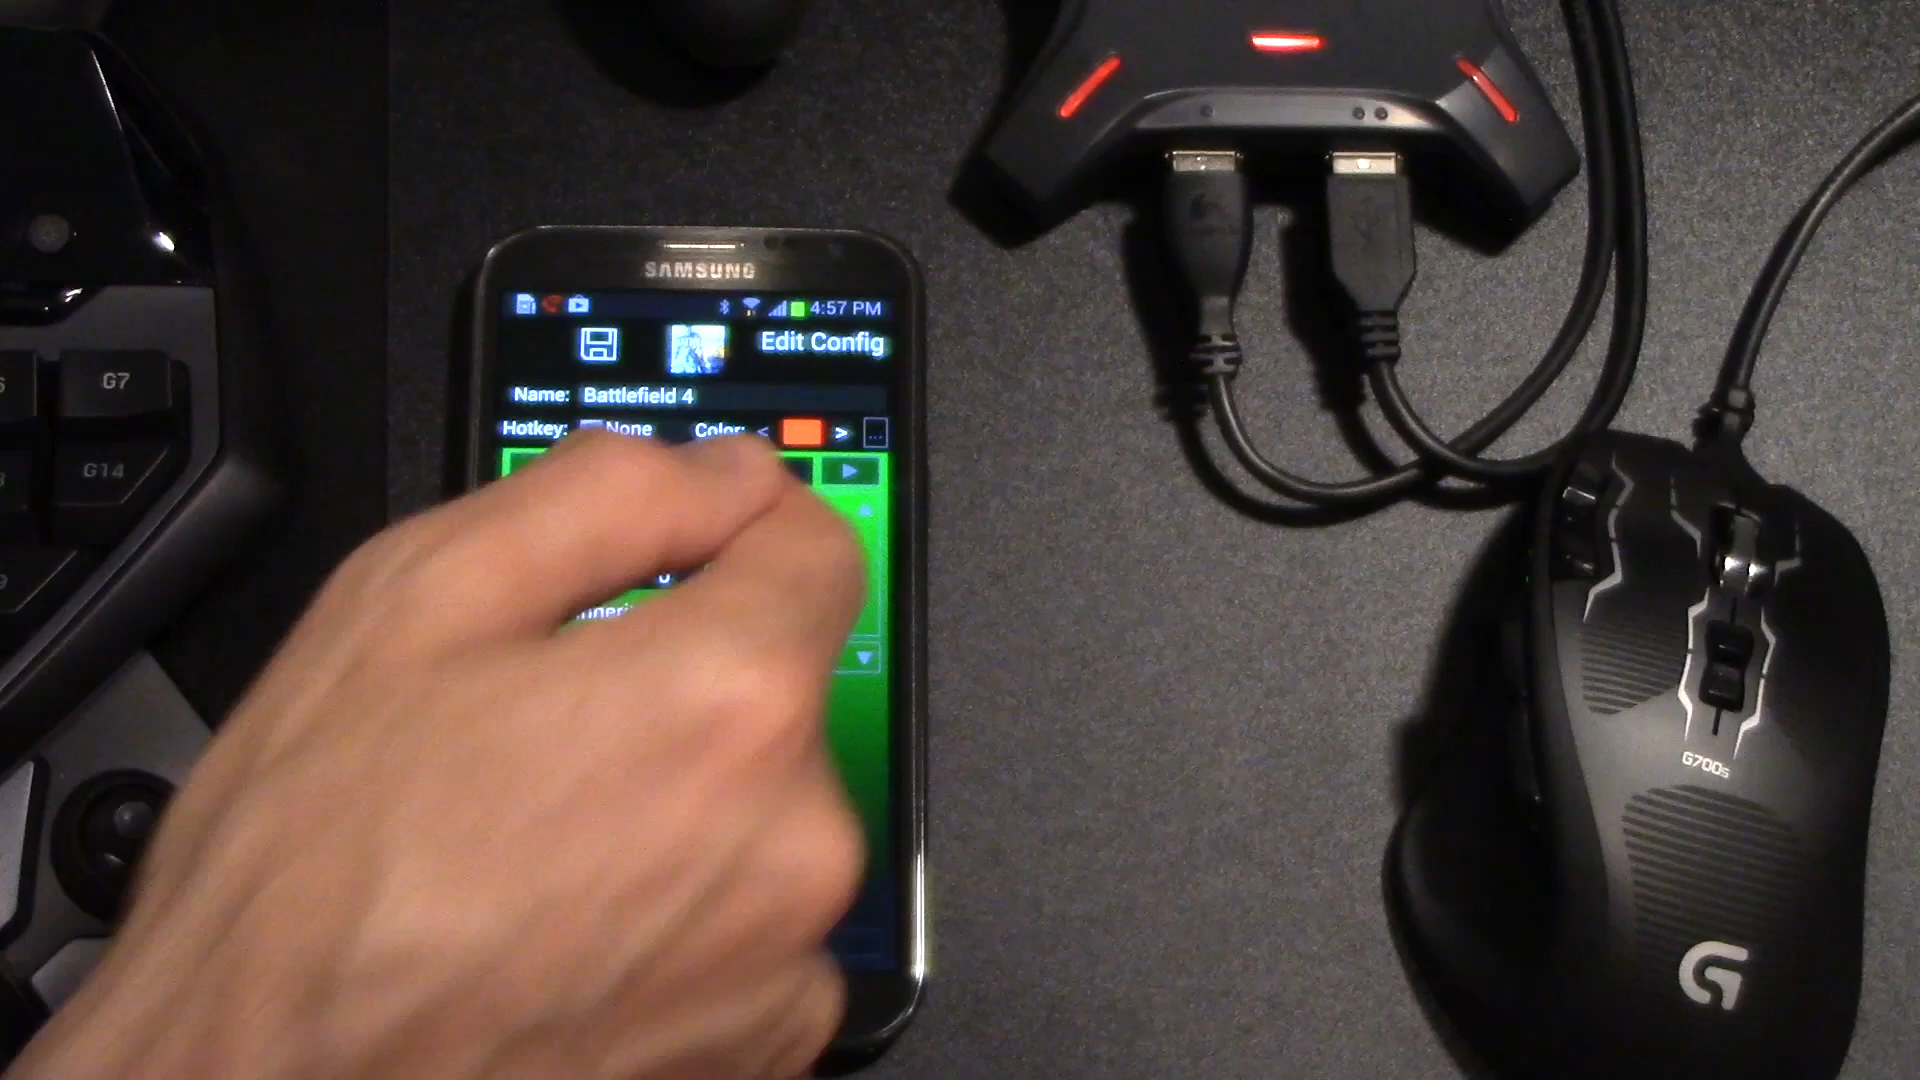 SAMSUNG
4:57 PM
Edit Config
Name: Battlefield 4
Hotkey: None Color: < > ...
G7
G14
G700s
G